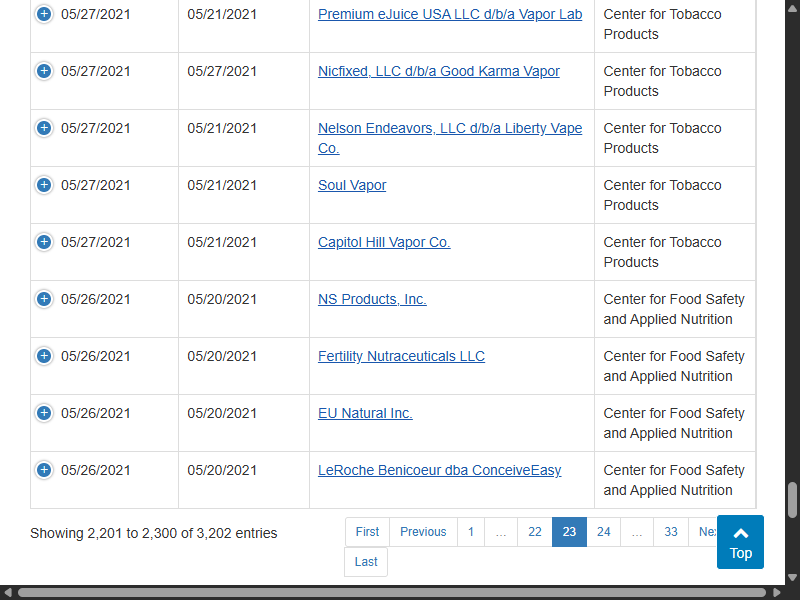 05/27/2021 05/21/2021 Premium eJuice USA LLC d/b/a Vapor Lab Center for Tobacco
Products
05/27/2021 05/27/2021 Nicfixed, LLC d/b/a Good Karma Vapor Center for Tobacco
Products
05/27/2021 05/21/2021 Nelson Endeavors, LLC d/b/a Liberty Vape Center for Tobacco
Co. Products
05/27/2021 05/21/2021 Soul Vapor Center for Tobacco
Products
05/27/2021 05/21/2021 Capitol Hill Vapor Co. Center for Tobacco
Products
05/26/2021 05/20/2021 NS Products, Inc. Center for Food Safety
and Applied Nutrition
05/26/2021 05/20/2021 Fertility Nutraceuticals LLC Center for Food Safety
and Applied Nutrition
05/26/2021 05/20/2021 EU Natural Inc. Center for Food Safety
and Applied Nutrition
05/26/2021 05/20/2021 LeRoche Benicoeur dba ConceiveEasy Center for Food Safety
and Applied Nutrition
Showing 2,201 to 2,300 of 3,202 entries First Previous 1 … 22 23 24 … 33
Top
Last